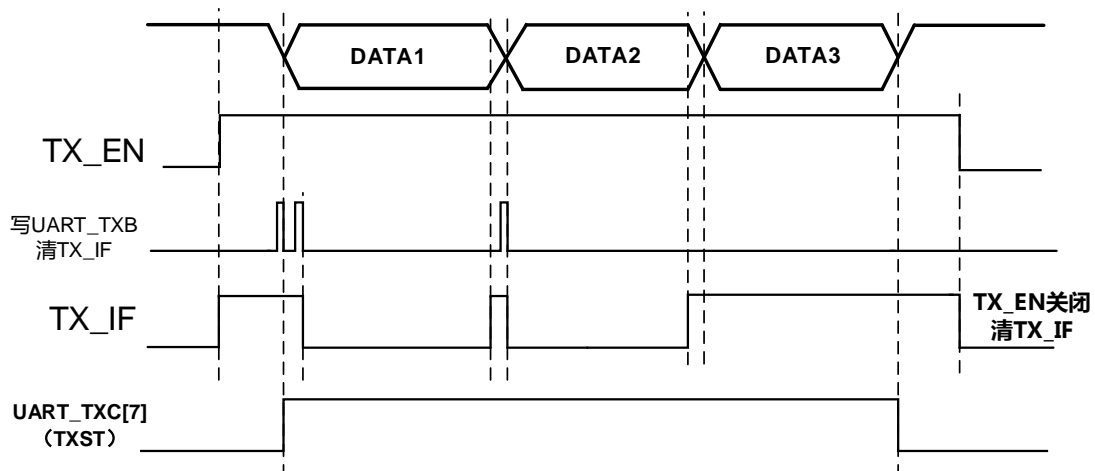 DATA1 DATA2 DATA3
TX_EN
写UART_TXB
清TX_IF
TX_IF
TX_EN关闭
清TX_IF
UART_TXC[7]
（TXST）